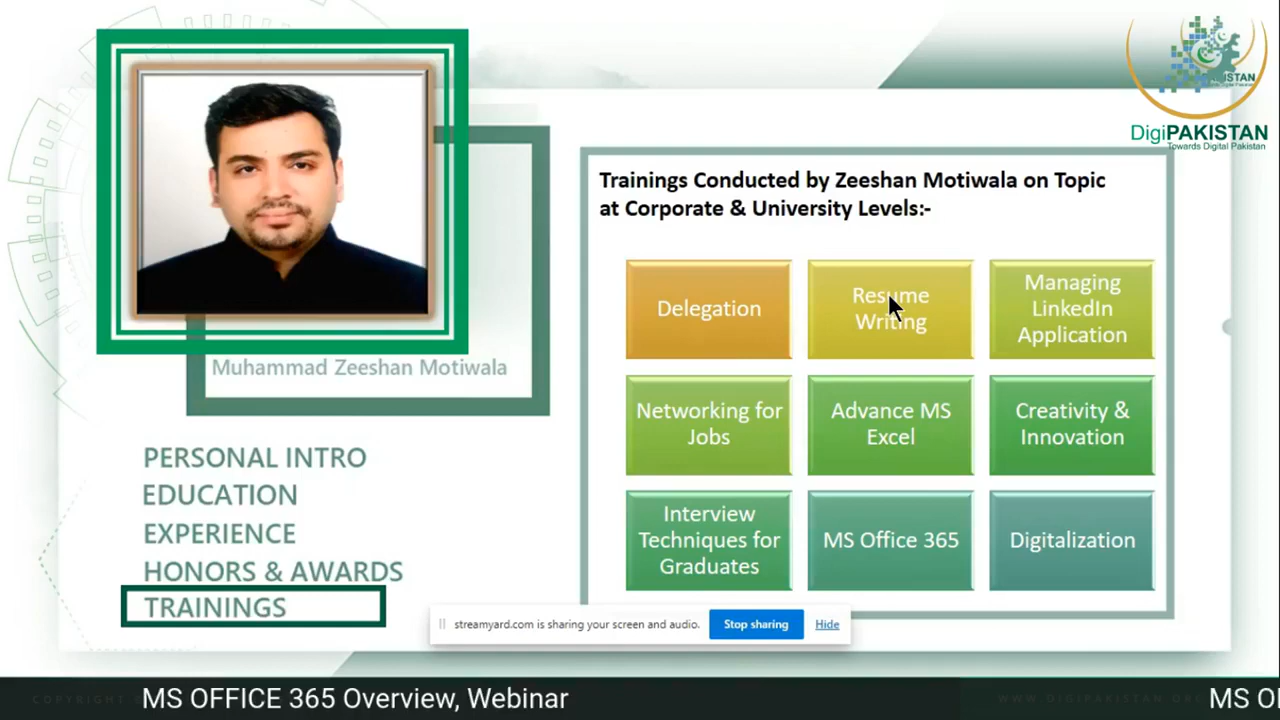 PAKISTAN
DigiPAKISTAN
Towards Digital Pakistan
Trainings Conducted by Zeeshan Motiwala on Topic
at Corporate & University Levels:-
Muhammad Zeeshan Motiwala
PERSONAL INTRO
EDUCATION
EXPERIENCE
HONORS & AWARDS
TRAININGS
Delegation
Resume
Writing
Managing
LinkedIn
Application
Networking for
Jobs
Advance MS
Excel
Creativity &
Innovation
Interview
Techniques for
Graduates
MS Office 365
Digitalization
streamyard.com is sharing your screen and audio.
Stop sharing
Hide
MS OFFICE 365 Overview, Webinar
MS O